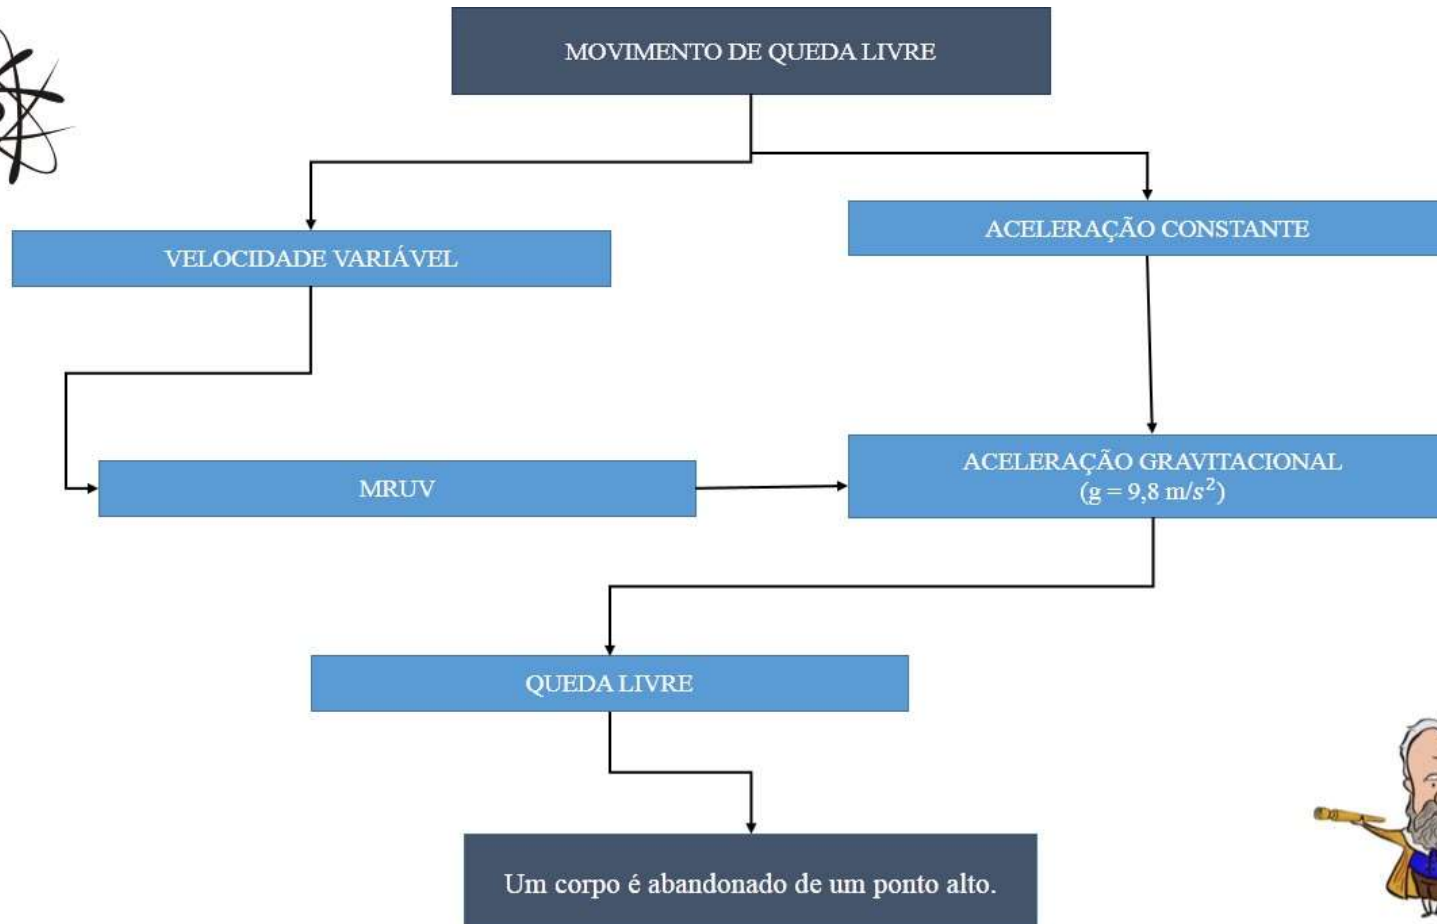 MOVIMENTO DE QUEDA LIVRE
ACELERAÇÃO CONSTANTE
VELOCIDADE VARIÁVEL
MRUV
ACELERAÇÃO GRAVITACIONAL
(g = 9,8 m/s²)
QUEDA LIVRE
Um corpo é abandonado de um ponto alto.